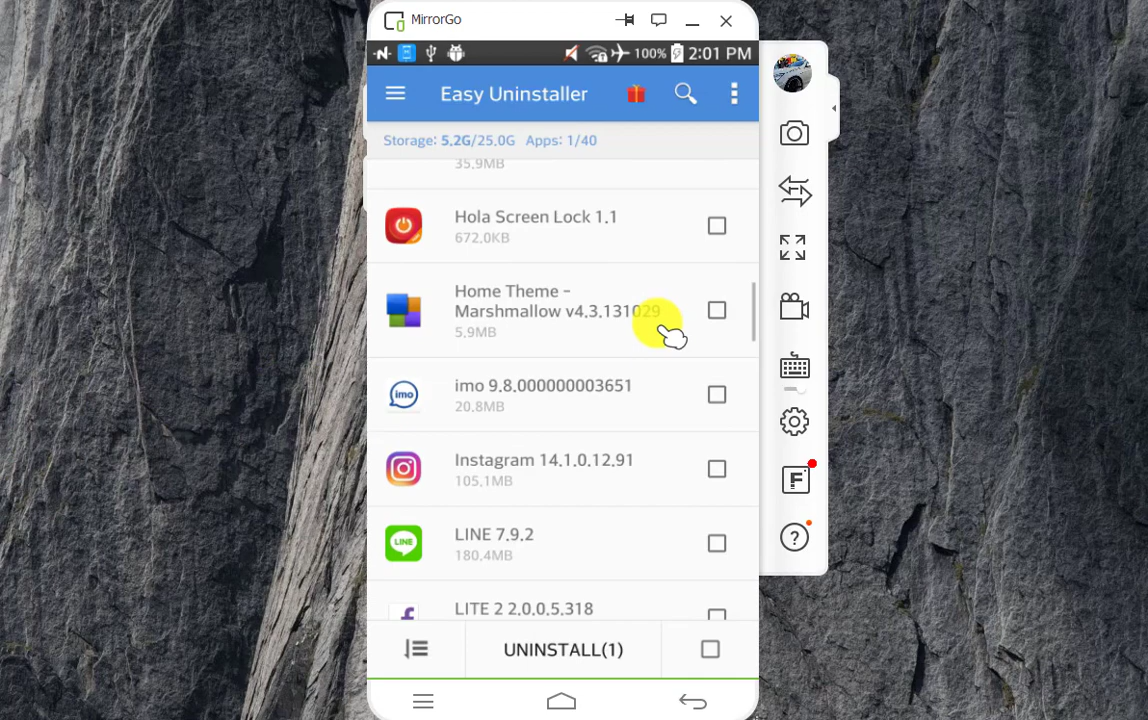 MirrorGo
100% 2:01 PM
Easy Uninstaller
Storage: 5.2G/25.0G Apps: 1/40
35.9MB
Hola Screen Lock 1.1
672.0KB
Home Theme -
Marshmallow v4.3.131029
5.9MB
imo 9.8.000000003651
imo
20.8MB
Instagram 14.1.0.12.91
105.1MB
LINE 7.9.2
LINE
180.4MB
LITE 2 2.0.0.5.318
UNINSTALL(1)